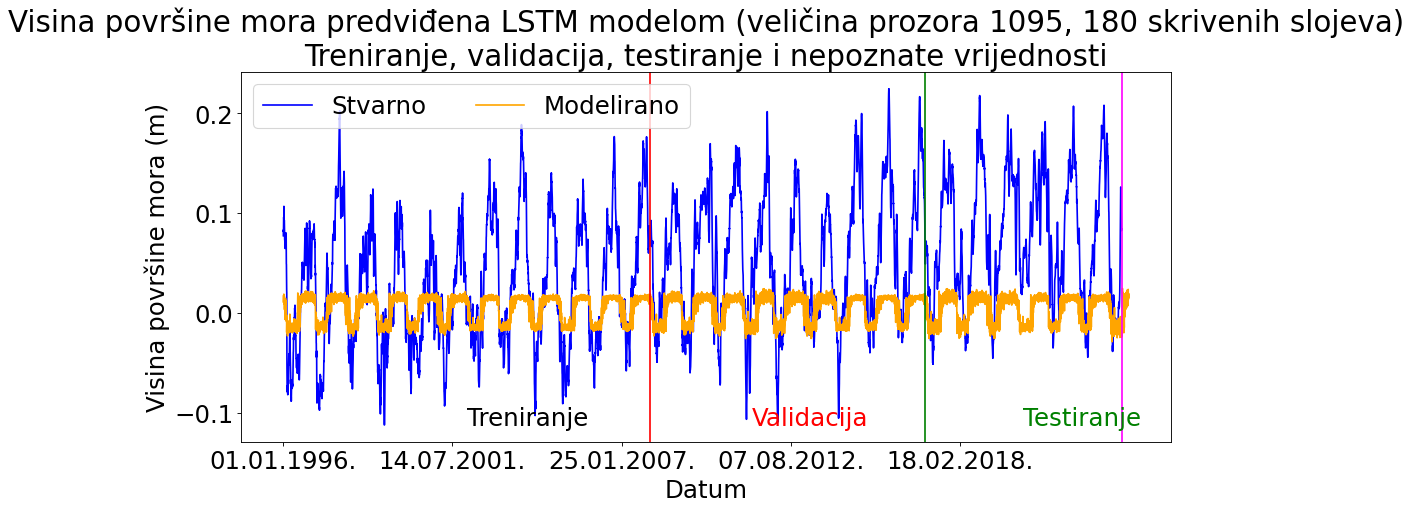 Visina površine mora predviđena LSTM modelom (veličina prozora 1095, 180 skrivenih slojeva)
Treniranje, validacija, testiranje i nepoznate vrijednosti
Stvarno Modelirano
Visina površine mora (m)
0.2
0.1
0.0
−0.1
Treniranje Validacija Testiranje
01.01.1996. 14.07.2001. 25.01.2007. 07.08.2012. 18.02.2018.
Datum